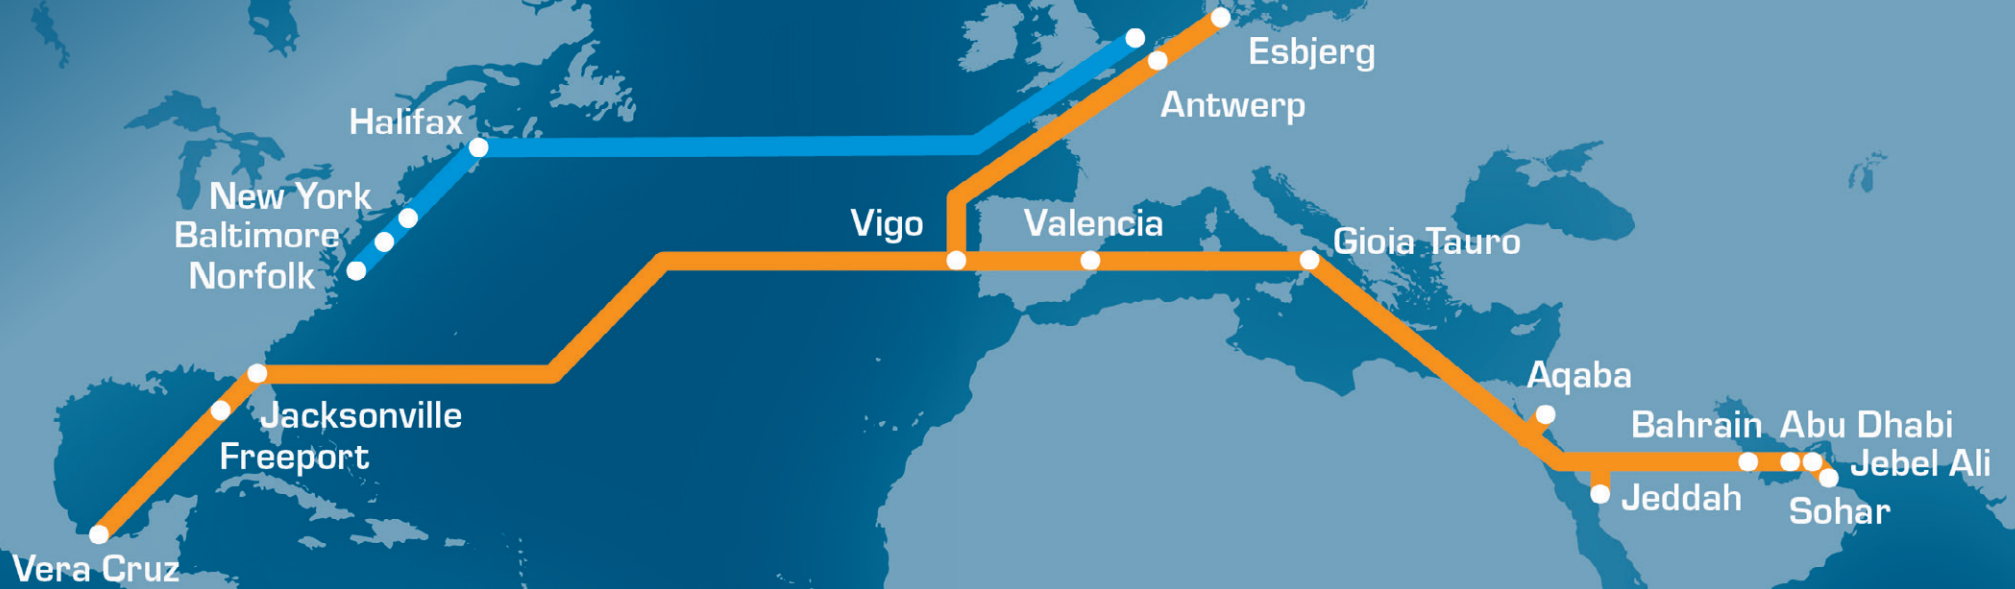 Esbjerg
Antwerp
Halifax
New York
Baltimore
Norfolk
Vigo
Valencia
Gioia Tauro
Jacksonville
Freeport
Vera Cruz
Aqaba
Bahrain
Abu Dhabi
Jebel Ali
Jeddah
Sohar